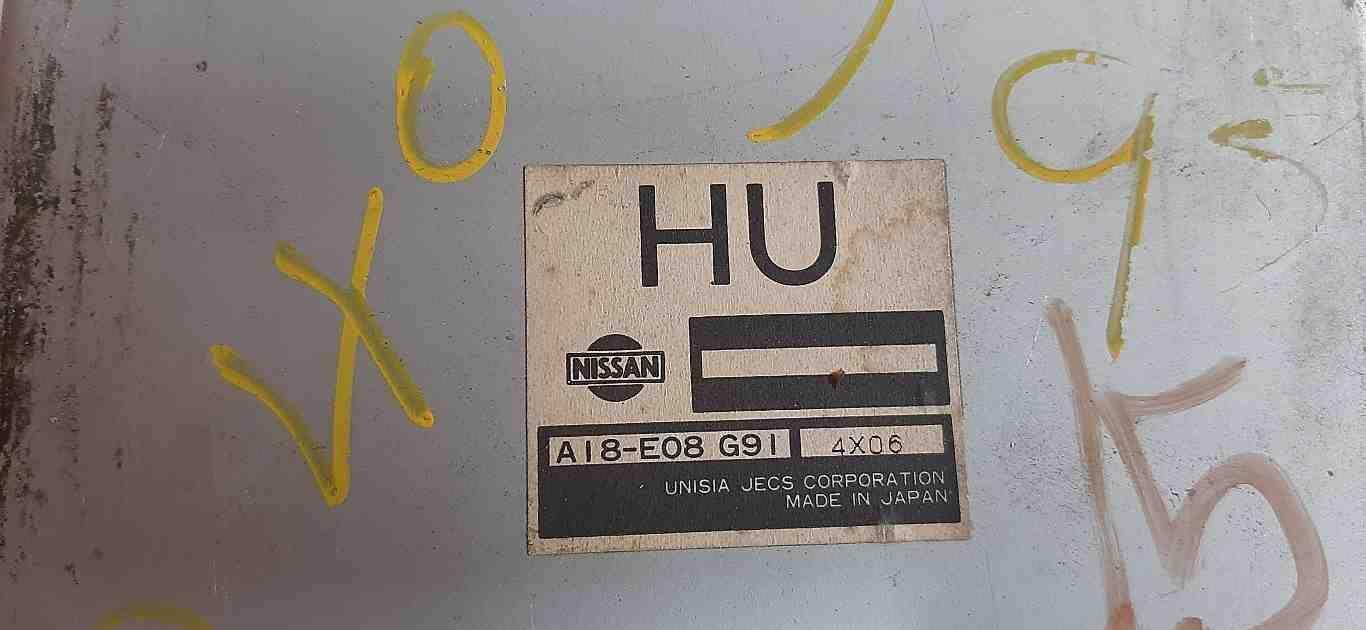 HU
NISSAN
A18-E08 G91 4X06
UNISIA JECS CORPORATION
MADE IN JAPAN